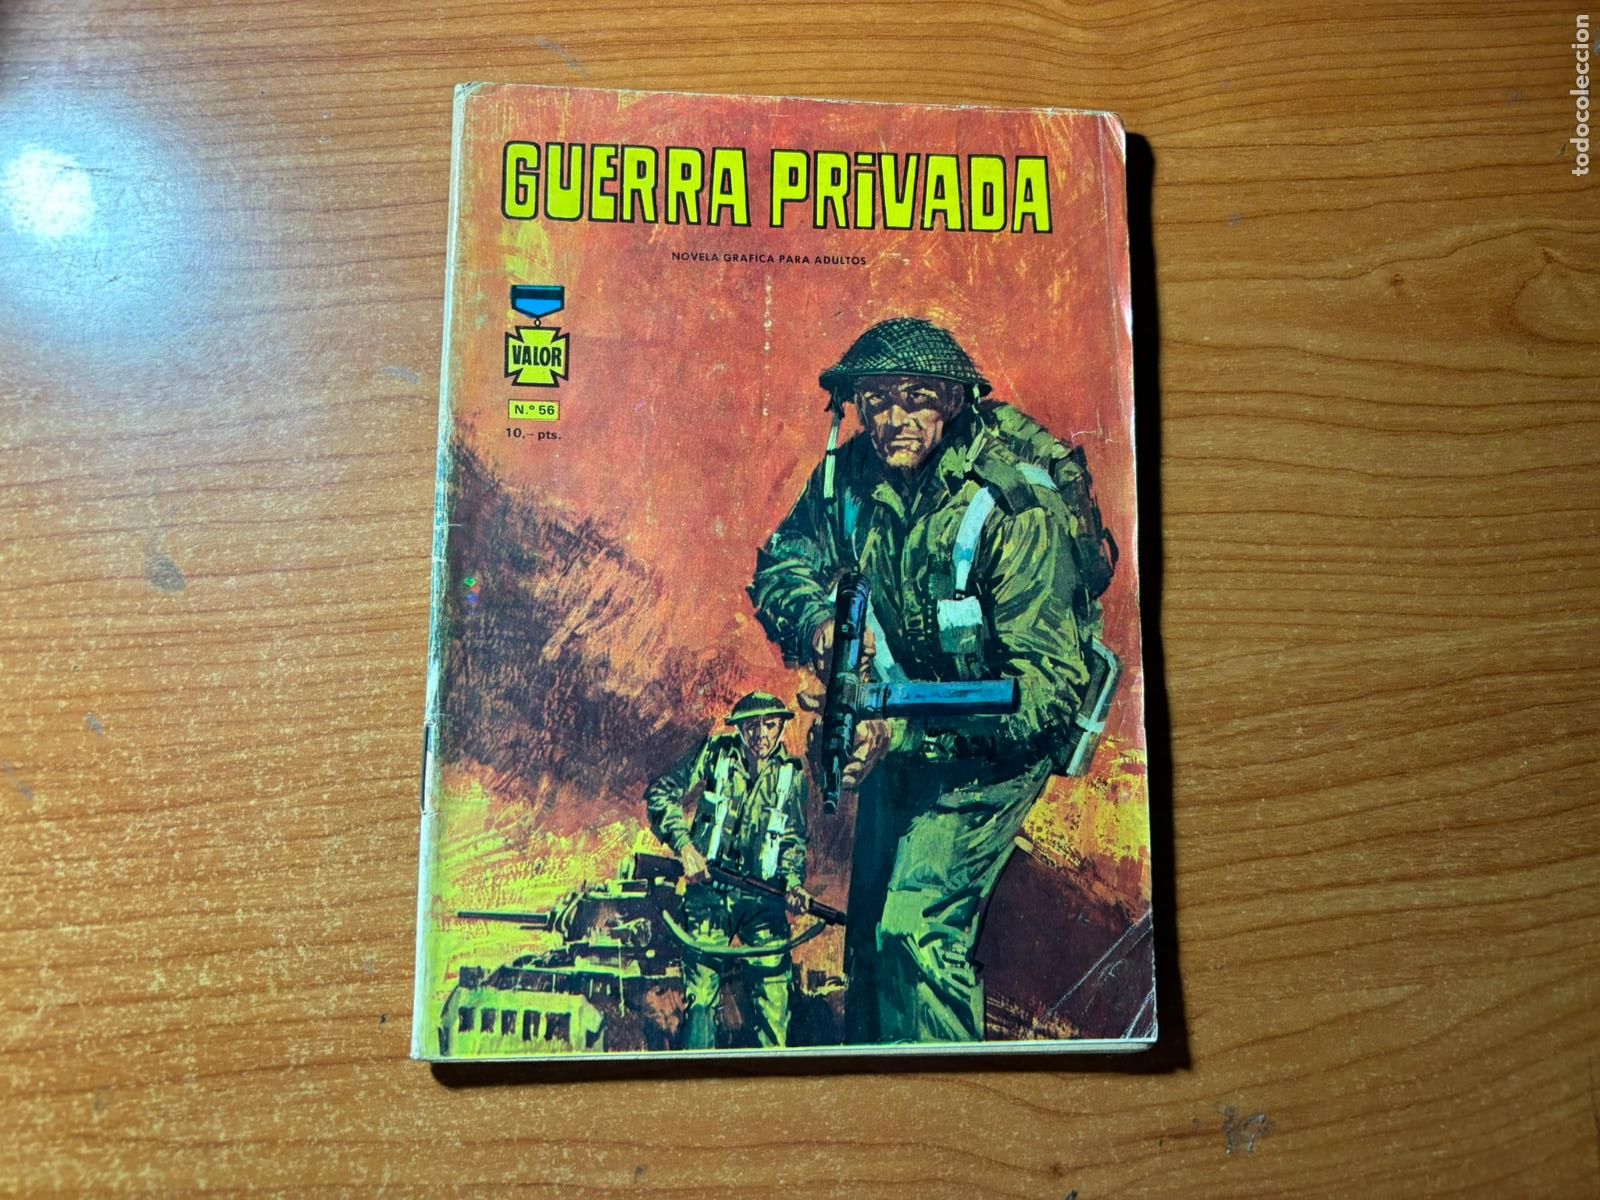 GUERRA PRiVADA
NOVELA GRAFICA PARA ADULTOS
VALOR
N.º 56
10,- pts.
todocoleccion